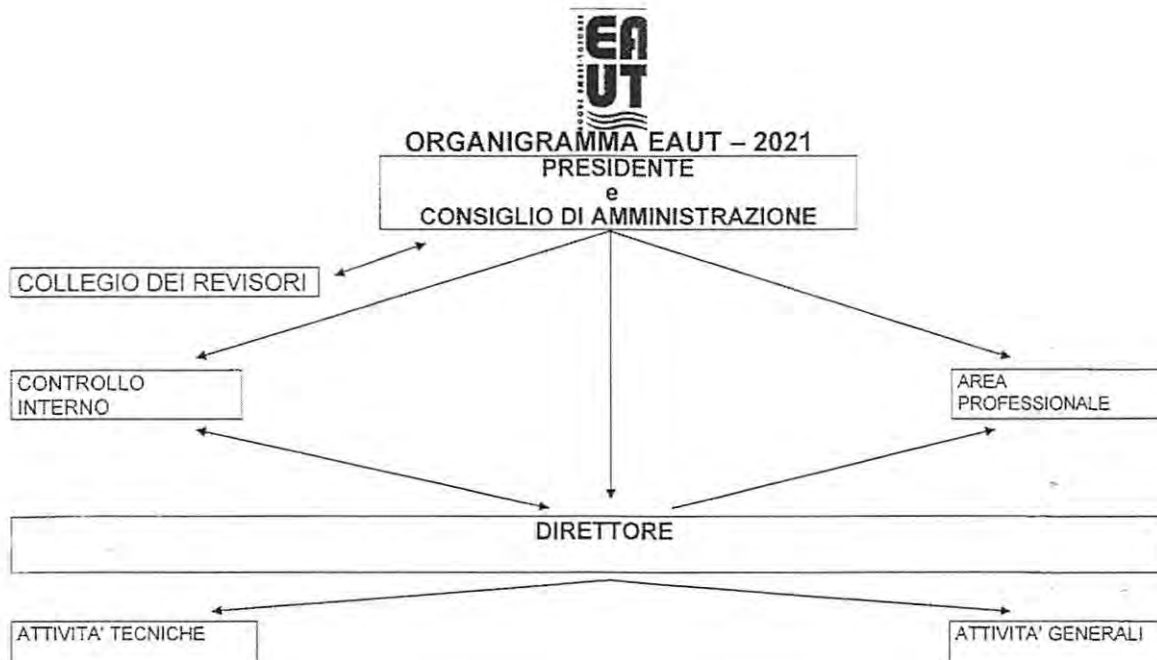 EA
UT
ORGANIGRAMMA EAUT – 2021
PRESIDENTE
e
CONSIGLIO DI AMMINISTRAZIONE
COLLEGIO DEI REVISORI
CONTROLLO
INTERNO
AREA
PROFESSIONALE
DIRETTORE
ATTIVITA' TECNICHE
ATTIVITA' GENERALI